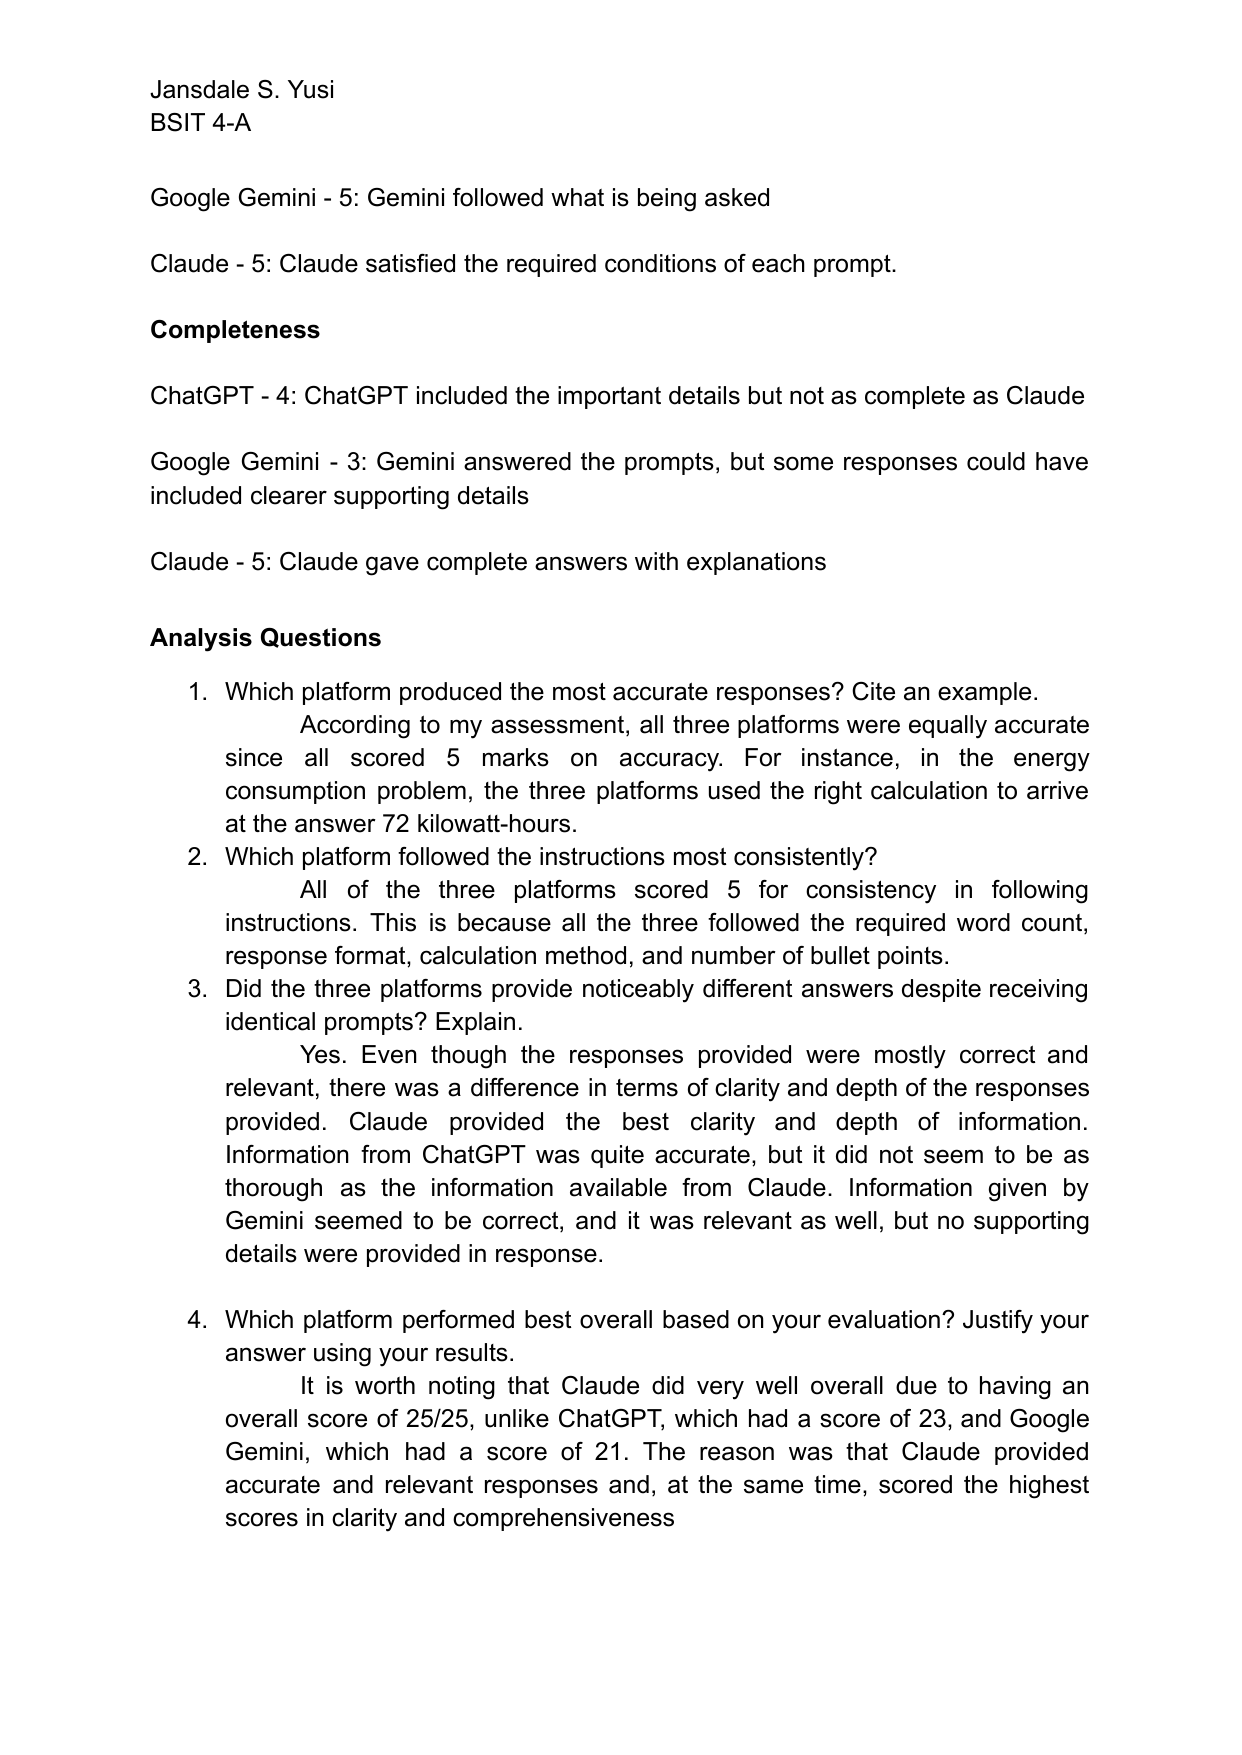 Jansdale S. Yusi
BSIT 4-A
Google Gemini - 5: Gemini followed what is being asked
Claude - 5: Claude satisfied the required conditions of each prompt.
Completeness
ChatGPT - 4: ChatGPT included the important details but not as complete as Claude
Google Gemini - 3: Gemini answered the prompts, but some responses could have
included clearer supporting details
Claude - 5: Claude gave complete answers with explanations
Analysis Questions
1. Which platform produced the most accurate responses? Cite an example.
According to my assessment, all three platforms were equally accurate
since all scored 5 marks on accuracy. For instance, in the energy
consumption problem, the three platforms used the right calculation to arrive
at the answer 72 kilowatt-hours.
2. Which platform followed the instructions most consistently?
All of the three platforms scored 5 for consistency in following
instructions. This is because all the three followed the required word count,
response format, calculation method, and number of bullet points.
3. Did the three platforms provide noticeably different answers despite receiving
identical prompts? Explain.
Yes. Even though the responses provided were mostly correct and
relevant, there was a difference in terms of clarity and depth of the responses
provided. Claude provided the best clarity and depth of information.
Information from ChatGPT was quite accurate, but it did not seem to be as
thorough as the information available from Claude. Information given by
Gemini seemed to be correct, and it was relevant as well, but no supporting
details were provided in response.
4. Which platform performed best overall based on your evaluation? Justify your
answer using your results.
It is worth noting that Claude did very well overall due to having an
overall score of 25/25, unlike ChatGPT, which had a score of 23, and Google
Gemini, which had a score of 21. The reason was that Claude provided
accurate and relevant responses and, at the same time, scored the highest
scores in clarity and comprehensiveness